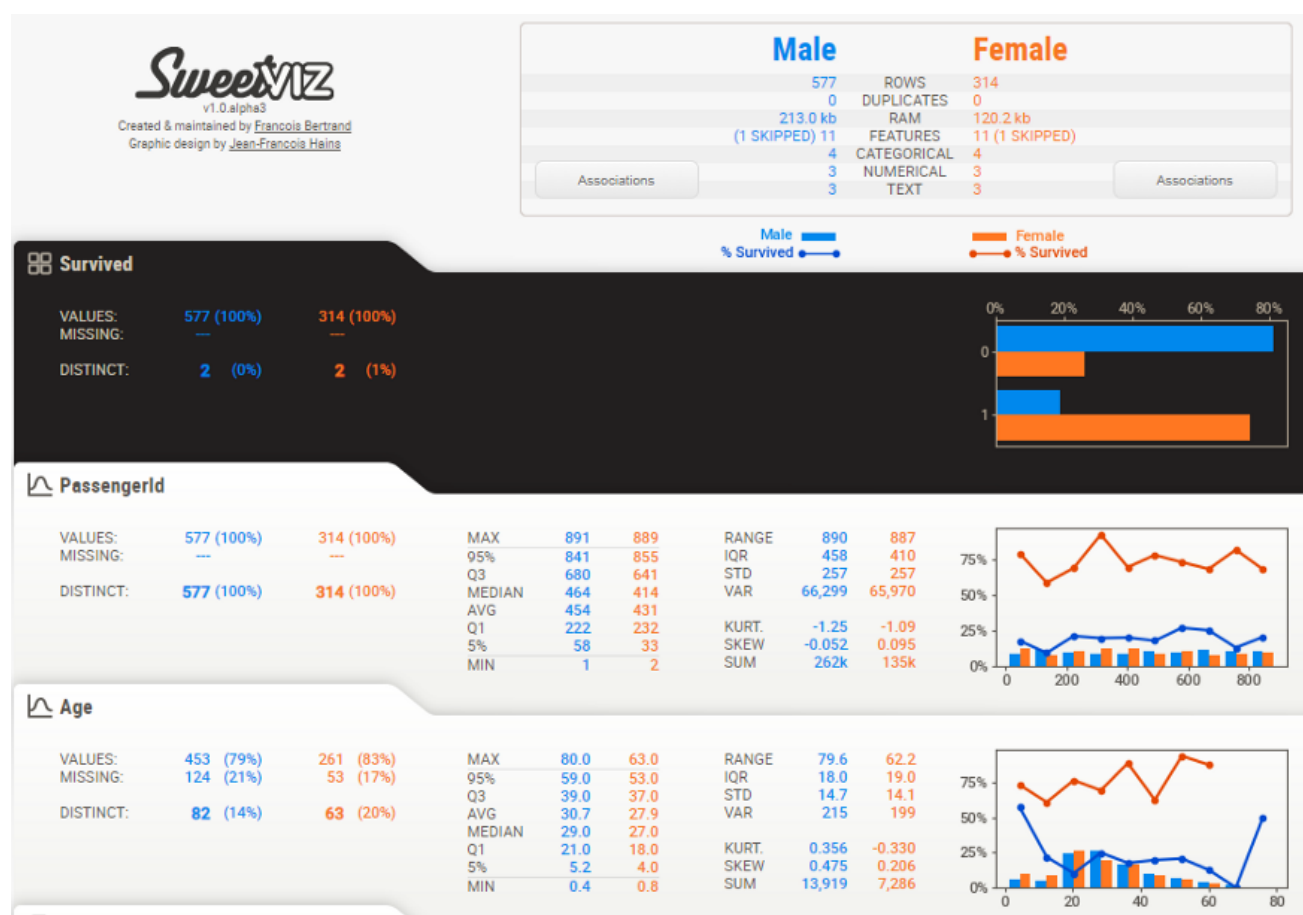 SweetVIZ
v1.0.alpha3
Created & maintained by Francois Bertrand
Graphic design by Jean-Francois Hains
Male Female
577 ROWS 314
0 DUPLICATES 0
213.0 kb RAM 120.2 kb
(1 SKIPPED) 11 FEATURES 11 (1 SKIPPED)
4 CATEGORICAL 4
3 NUMERICAL 3
3 TEXT 3
Associations
Associations
Male Female
% Survived % Survived
Survived
VALUES: 577 (100%) 314 (100%)
MISSING: --- ---
DISTINCT: 2 (0%) 2 (1%)
0% 20% 40% 60% 80%
0
1
PassengerId
VALUES: 577 (100%) 314 (100%)
MISSING: --- ---
DISTINCT: 577 (100%) 314 (100%)
MAX 891 889
95% 841 855
Q3 680 641
MEDIAN 464 414
AVG 454 431
Q1 222 232
5% 58 33
MIN 1 2
RANGE 890 887
IQR 458 410
STD 257 257
VAR 66,299 65,970
KURT. -1.25 -1.09
SKEW -0.052 0.095
SUM 262k 135k
75%
50%
25%
0%
0 200 400 600 800
Age
VALUES: 453 (79%) 261 (83%)
MISSING: 124 (21%) 53 (17%)
DISTINCT: 82 (14%) 63 (20%)
MAX 80.0 63.0
95% 59.0 53.0
Q3 39.0 37.0
AVG 30.7 27.9
MEDIAN 29.0 27.0
Q1 21.0 18.0
5% 5.2 4.0
MIN 0.4 0.8
RANGE 79.6 62.2
IQR 18.0 19.0
STD 14.7 14.1
VAR 215 199
KURT. 0.356 -0.330
SKEW 0.475 0.206
SUM 13,919 7,286
75%
50%
25%
0%
0 20 40 60 80